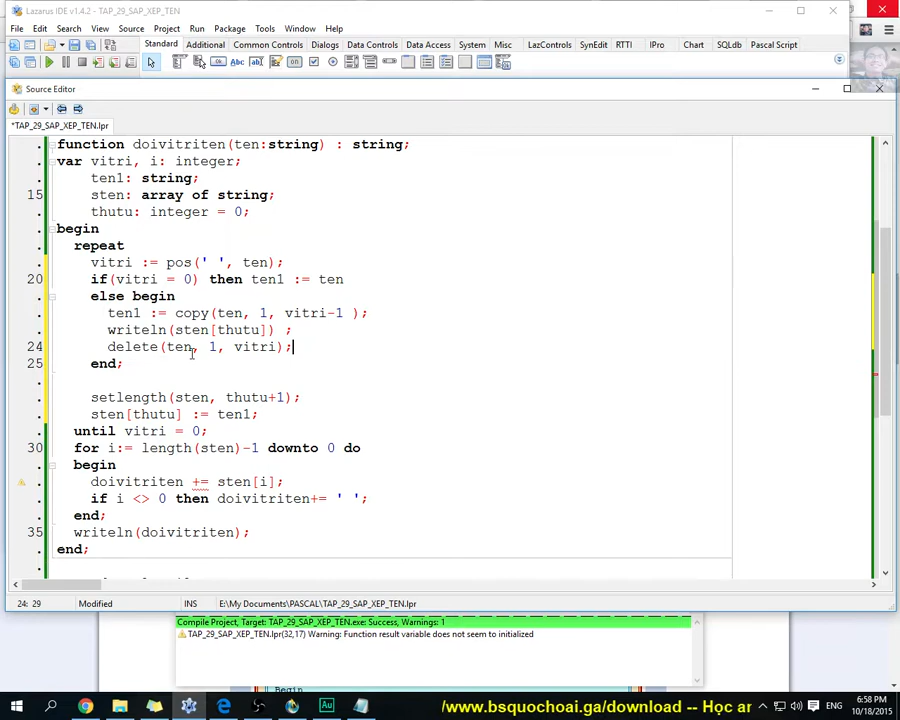 Lazarus IDE v1.4.2 - TAP_29_SAP_XEP_TEN
File Edit Search View Source Project Run Package Tools Window Help
Standard Additional Common Controls Dialogs Data Controls Data Access System Misc LazControls SynEdit RTTI IPro Chart SQLdb Pascal Script
Source Editor
*TAP_29_SAP_XEP_TEN.lpr
function doivitriten(ten:string) : string;
var vitri, i: integer;
ten1: string;
15 sten: array of string;
thutu: integer = 0;
begin
repeat
vitri := pos(' ', ten);
20 if(vitri = 0) then ten1 := ten
else begin
ten1 := copy(ten, 1, vitri-1 );
writeln(sten[thutu]) ;
24 delete(ten, 1, vitri);
25 end;
setlength(sten, thutu+1);
sten[thutu] := ten1;
until vitri = 0;
30 for i:= length(sten)-1 downto 0 do
begin
doivitriten += sten[i];
if i <> 0 then doivitriten+= ' ';
end;
35 writeln(doivitriten);
end;
24: 29 Modified INS E:\My Documents\PASCAL\TAP_29_SAP_XEP_TEN.lpr
Compile Project, Target: TAP_29_SAP_XEP_TEN.exe: Success, Warnings: 1
TAP_29_SAP_XEP_TEN.lpr(32,17) Warning: Function result variable does not seem to initialized
Begin
/www.bsquochoai.ga/download -- Học ar
ENG
6:58 PM
10/18/2015